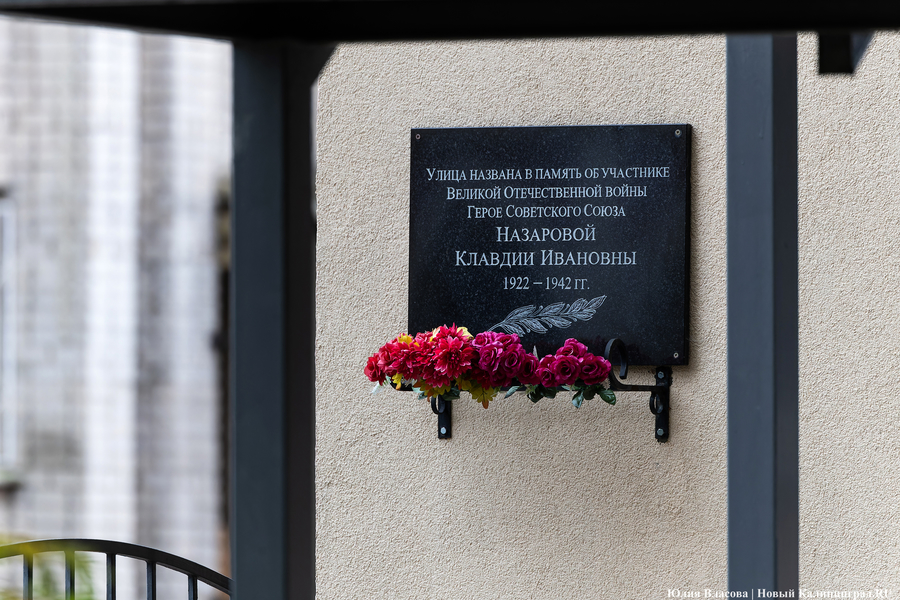 Улица названа в память об участнике
Великой Отечественной войны
Герое Советского Союза
Назаровой
Клавдии Ивановны
1922 – 1942 гг.
Юлия Власова | Новый Калининград.RU